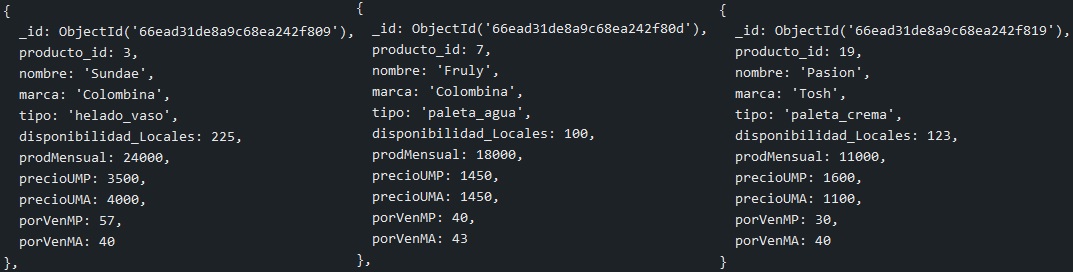 {
_id: ObjectId('66ead31de8a9c68ea242f809'),
producto_id: 3,
nombre: 'Sundae',
marca: 'Colombina',
tipo: 'helado_vaso',
disponibilidad_Locales: 225,
prodMensual: 24000,
precioUMP: 3500,
precioUMA: 4000,
porVenMP: 57,
porVenMA: 40
},
{
_id: ObjectId('66ead31de8a9c68ea242f80d'),
producto_id: 7,
nombre: 'Fruly',
marca: 'Colombina',
tipo: 'paleta_agua',
disponibilidad_Locales: 100,
prodMensual: 18000,
precioUMP: 1450,
precioUMA: 1450,
porVenMP: 40,
porVenMA: 43
},
{
_id: ObjectId('66ead31de8a9c68ea242f819'),
producto_id: 19,
nombre: 'Pasion',
marca: 'Tosh',
tipo: 'paleta_crema',
disponibilidad_Locales: 123,
prodMensual: 11000,
precioUMP: 1600,
precioUMA: 1100,
porVenMP: 30,
porVenMA: 40
}